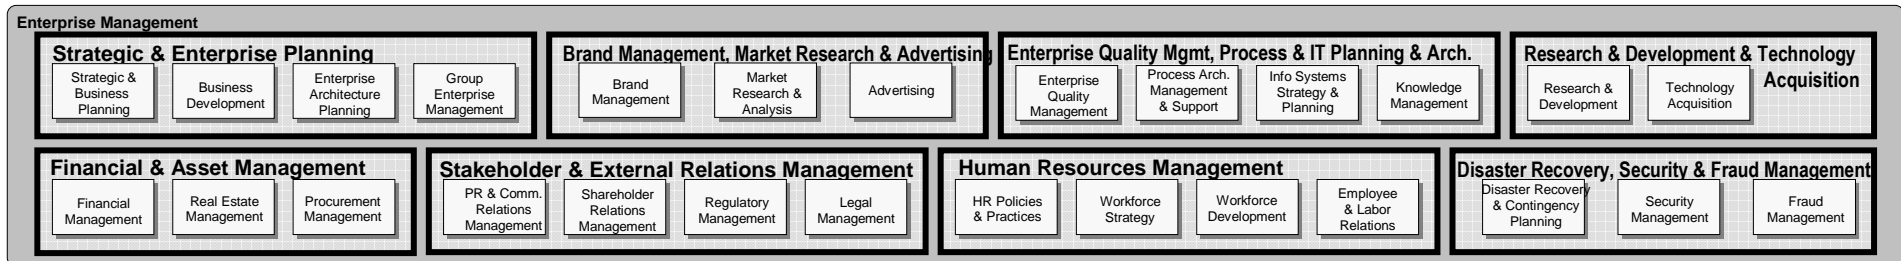 Enterprise Management
Strategic & Enterprise Planning
Strategic &
Business
Planning
Business
Development
Enterprise
Architecture
Planning
Group
Enterprise
Management
Brand Management, Market Research & Advertising
Brand
Management
Market
Research &
Analysis
Advertising
Enterprise Quality Mgmt, Process & IT Planning & Arch.
Enterprise
Quality
Management
Process Arch.
Management
& Support
Info Systems
Strategy &
Planning
Knowledge
Management
Research & Development & Technology
Acquisition
Research &
Development
Technology
Acquisition
Financial & Asset Management
Financial
Management
Real Estate
Management
Procurement
Management
Stakeholder & External Relations Management
PR & Comm.
Relations
Management
Shareholder
Relations
Management
Regulatory
Management
Legal
Management
Human Resources Management
HR Policies
& Practices
Workforce
Strategy
Workforce
Development
Employee
& Labor
Relations
Disaster Recovery, Security & Fraud Management
Disaster Recovery
& Contingency
Planning
Security
Management
Fraud
Management